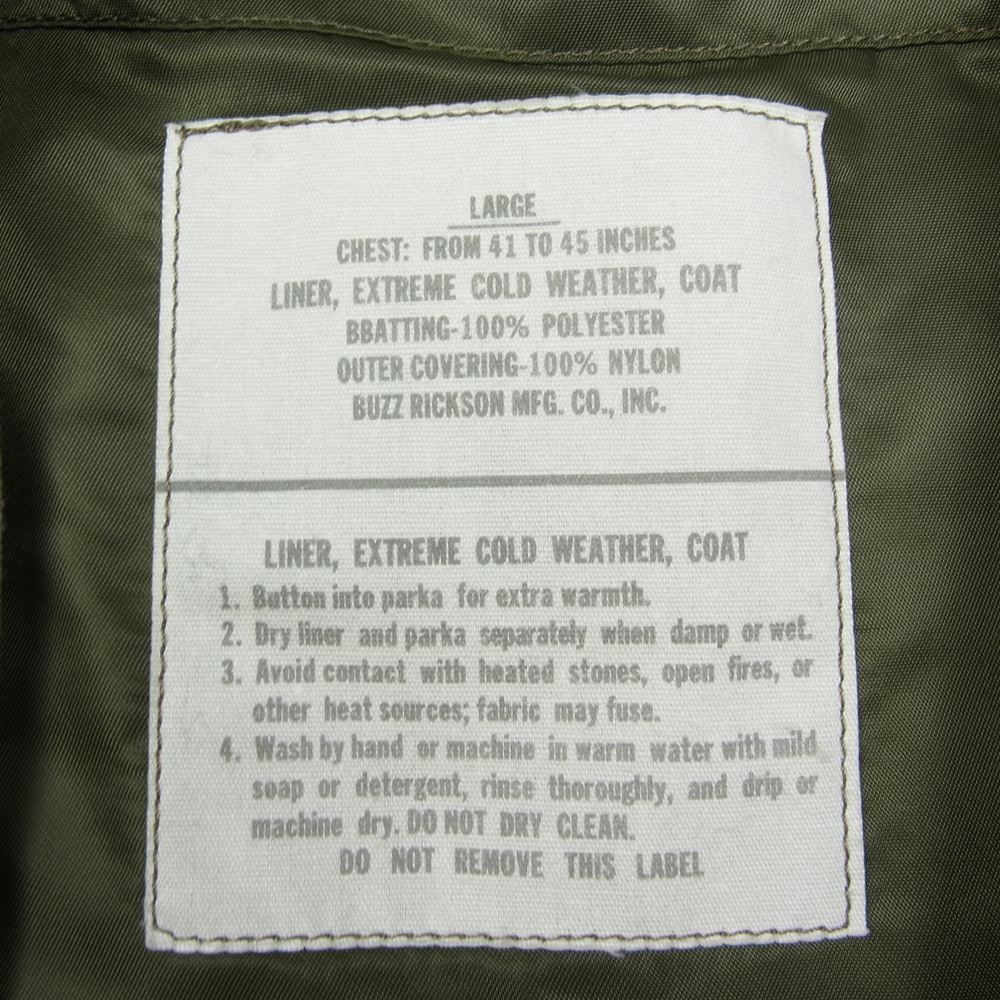 LARGE
CHEST: FROM 41 TO 45 INCHES
LINER, EXTREME COLD WEATHER, COAT
BBATTING-100% POLYESTER
OUTER COVERING-100% NYLON
BUZZ RICKSON MFG. CO., INC.
LINER, EXTREME COLD WEATHER, COAT
1. Button into parka for extra warmth.
2. Dry liner and parka separately when damp or wet.
3. Avoid contact with heated stones, open fires, or
other heat sources; fabric may fuse.
4. Wash by hand or machine in warm water with mild
soap or detergent, rinse thoroughly, and drip or
machine dry. DO NOT DRY CLEAN.
DO NOT REMOVE THIS LABEL